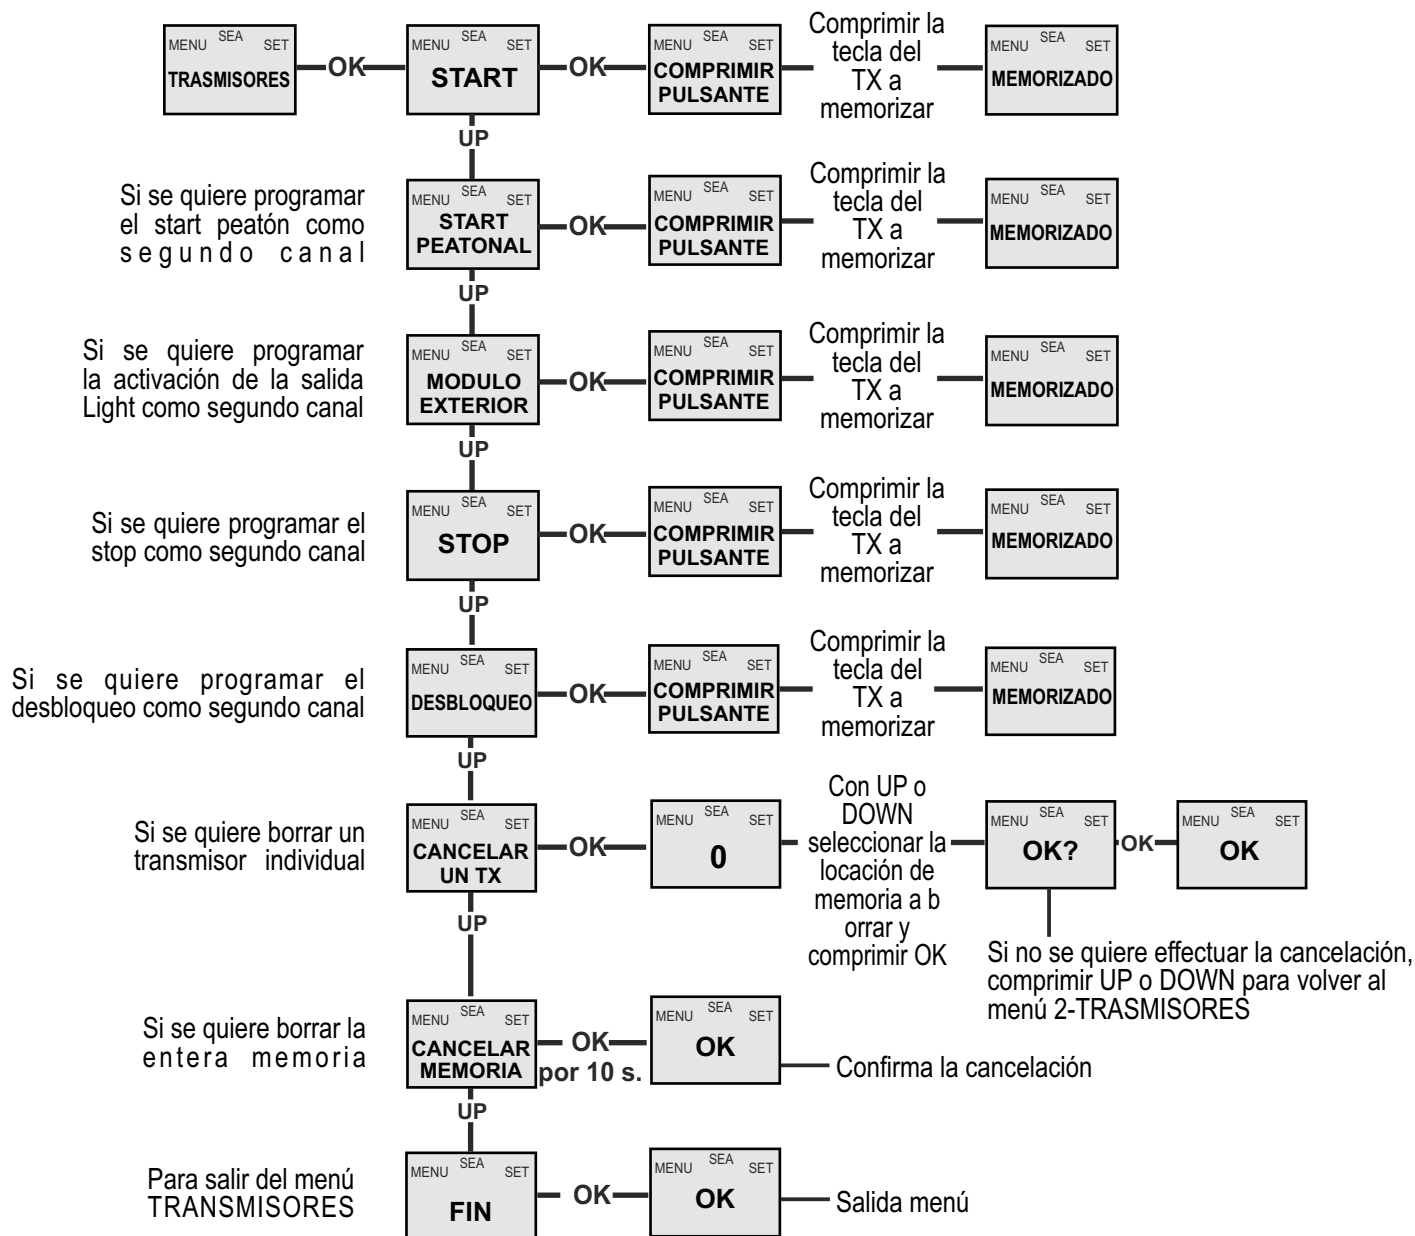 MENU SEA SET
TRASMISORES
OK
MENU SEA SET
START
OK
MENU SEA SET
COMPRIMIR
PULSANTE
Comprimir la
tecla del
TX a
memorizar
MENU SEA SET
MEMORIZADO
UP
Si se quiere programar
el start peatón como
segundo canal
MENU SEA SET
START
PEATONAL
OK
MENU SEA SET
COMPRIMIR
PULSANTE
Comprimir la
tecla del
TX a
memorizar
MENU SEA SET
MEMORIZADO
UP
Si se quiere programar
la activación de la salida
Light como segundo canal
MENU SEA SET
MODULO
EXTERIOR
OK
MENU SEA SET
COMPRIMIR
PULSANTE
Comprimir la
tecla del
TX a
memorizar
MENU SEA SET
MEMORIZADO
UP
Si se quiere programar el
stop como segundo canal
MENU SEA SET
STOP
OK
MENU SEA SET
COMPRIMIR
PULSANTE
Comprimir la
tecla del
TX a
memorizar
MENU SEA SET
MEMORIZADO
UP
Si se quiere programar el
desbloqueo como segundo canal
MENU SEA SET
DESBLOQUEO
OK
MENU SEA SET
COMPRIMIR
PULSANTE
Comprimir la
tecla del
TX a
memorizar
MENU SEA SET
MEMORIZADO
UP
Si se quiere borrar un
transmisor individual
MENU SEA SET
CANCELAR
UN TX
OK
MENU SEA SET
0
Con UP o
DOWN
seleccionar la
locación de
memoria a b
orrar y
comprimir OK
MENU SEA SET
OK?
OK
MENU SEA SET
OK
Si no se quiere effectuar la cancelación,
comprimir UP o DOWN para volver al
menú 2-TRASMISORES
UP
Si se quiere borrar la
entera memoria
MENU SEA SET
CANCELAR
MEMORIA
OK
por 10 s.
MENU SEA SET
OK
Confirma la cancelación
UP
Para salir del menú
TRANSMISORES
MENU SEA SET
FIN
OK
MENU SEA SET
OK
Salida menú